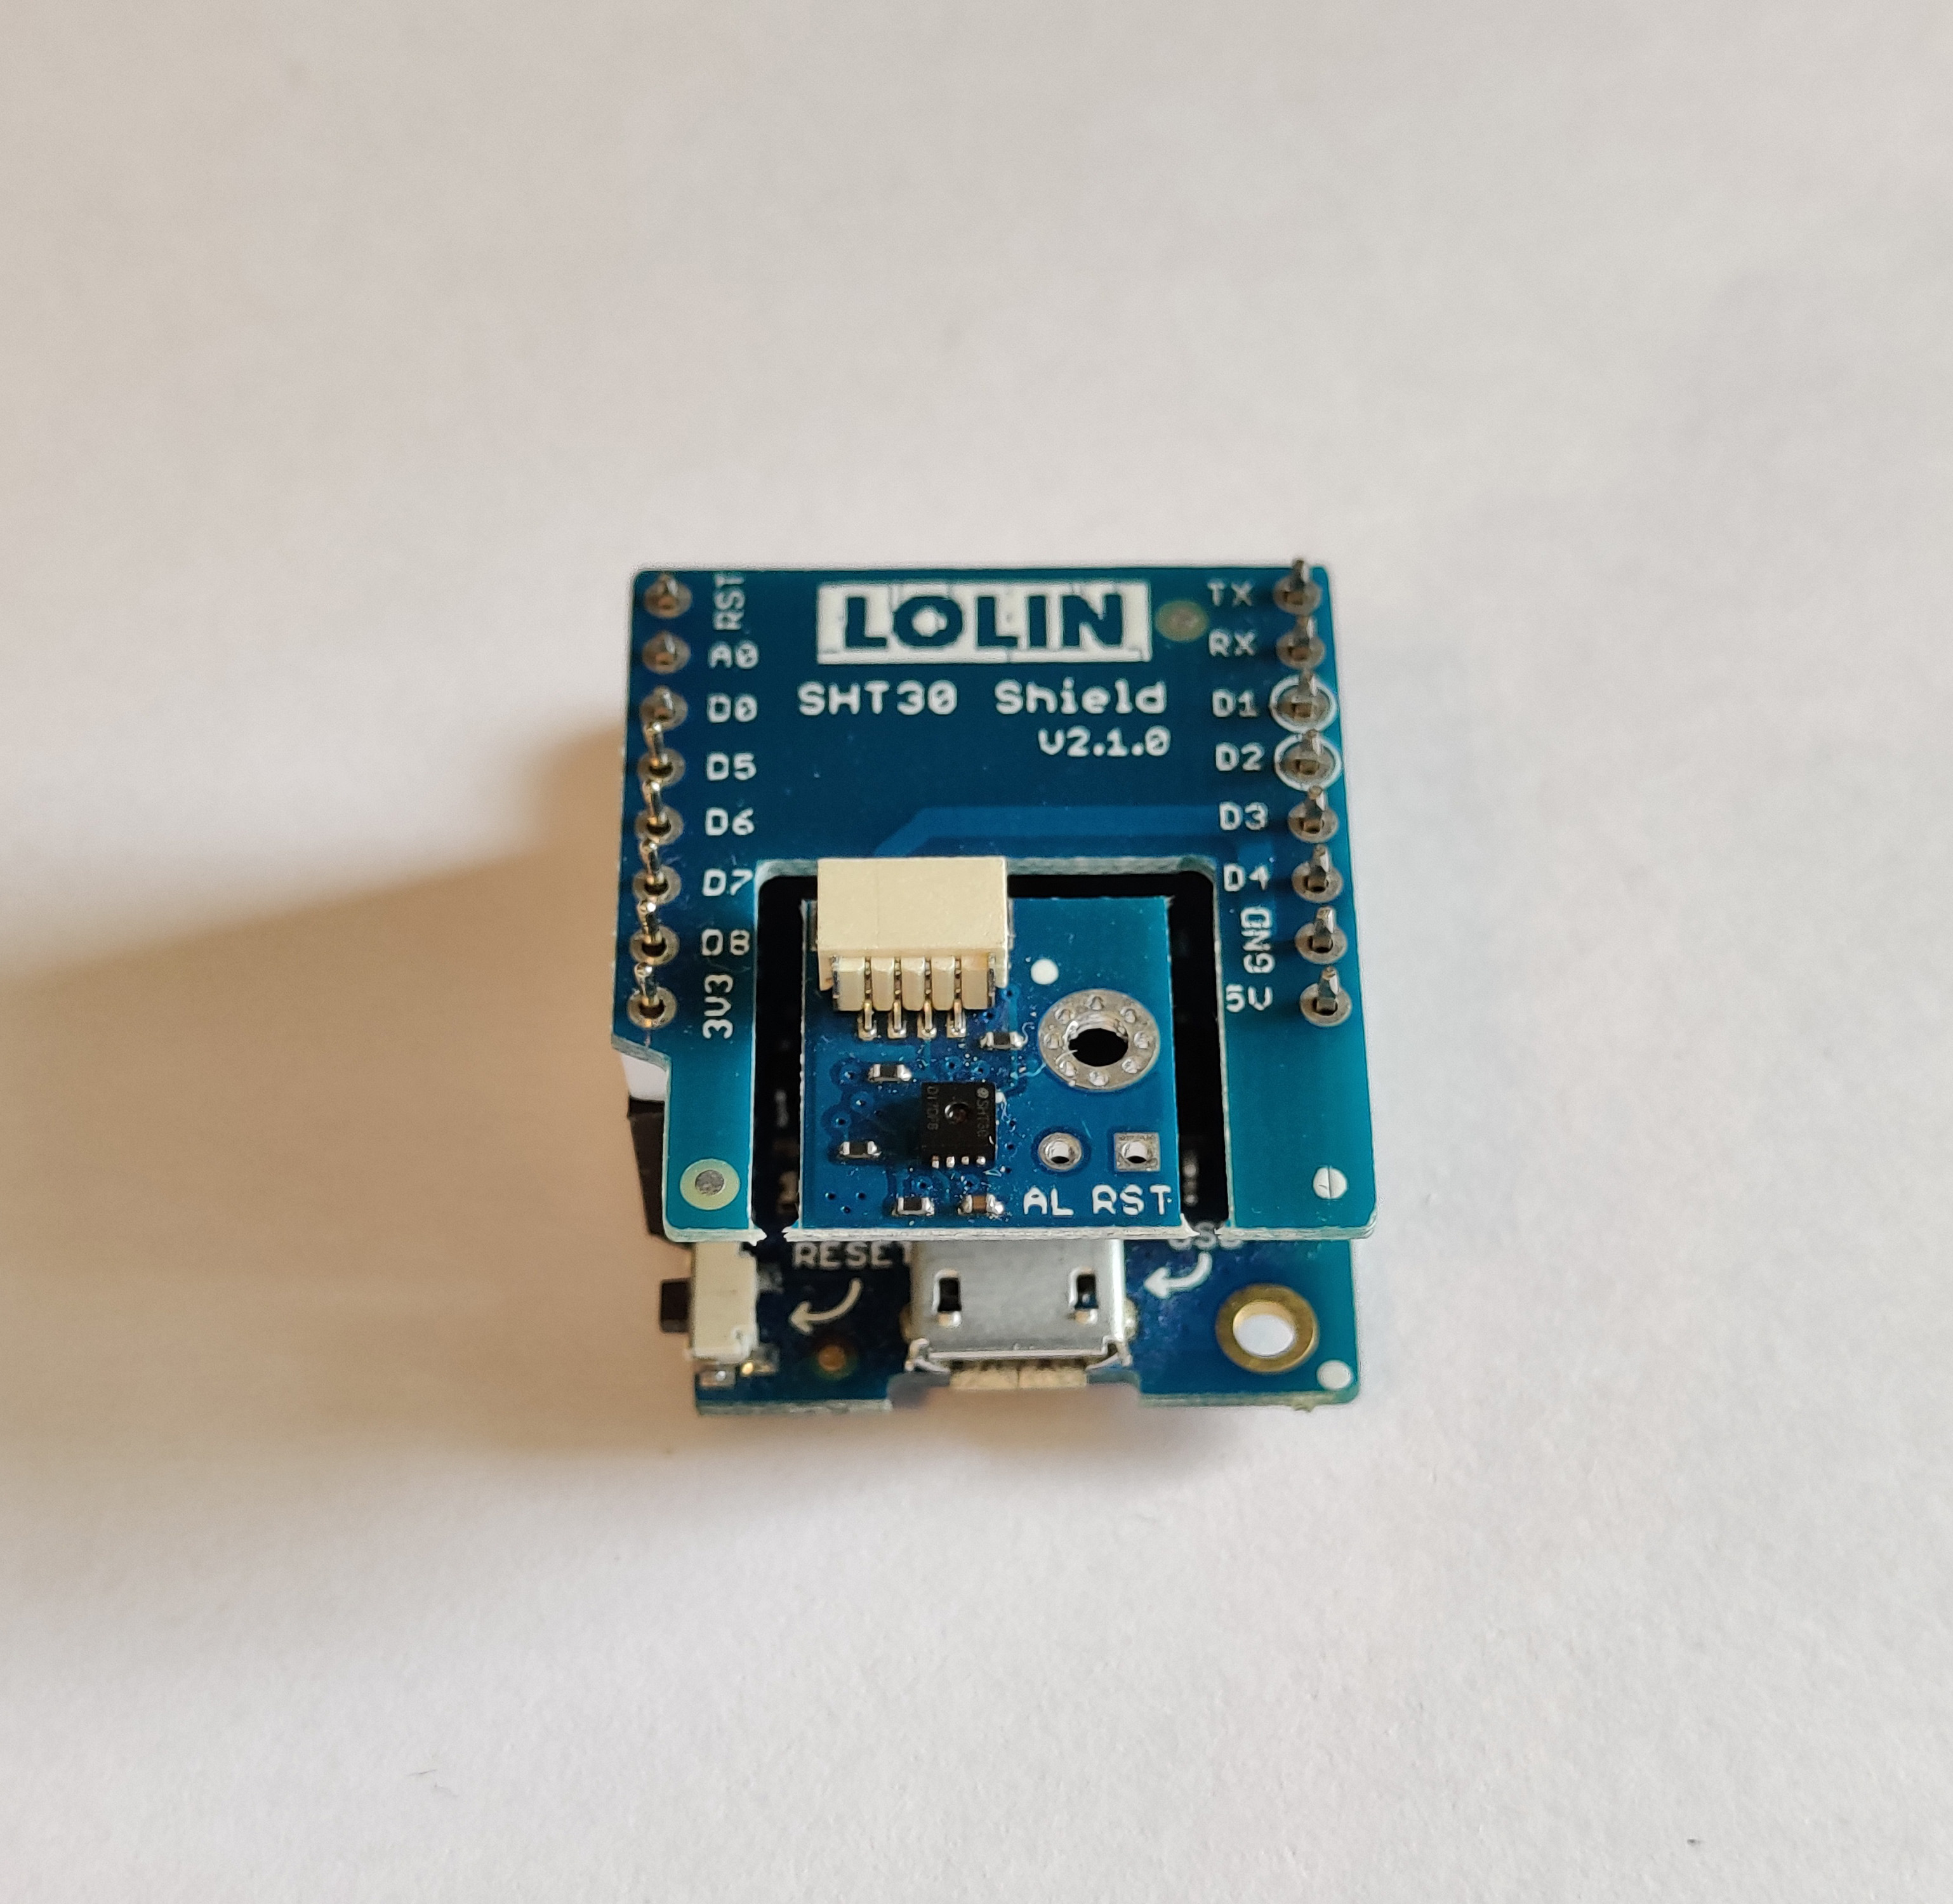 LOLIN
SHT30 Shield
V2.1.0
RST
A0
D0
D5
D6
D7
D8
3V3
TX
RX
D1
D2
D3
D4
GND
5V
SHT30
AL RST
RESET
USB